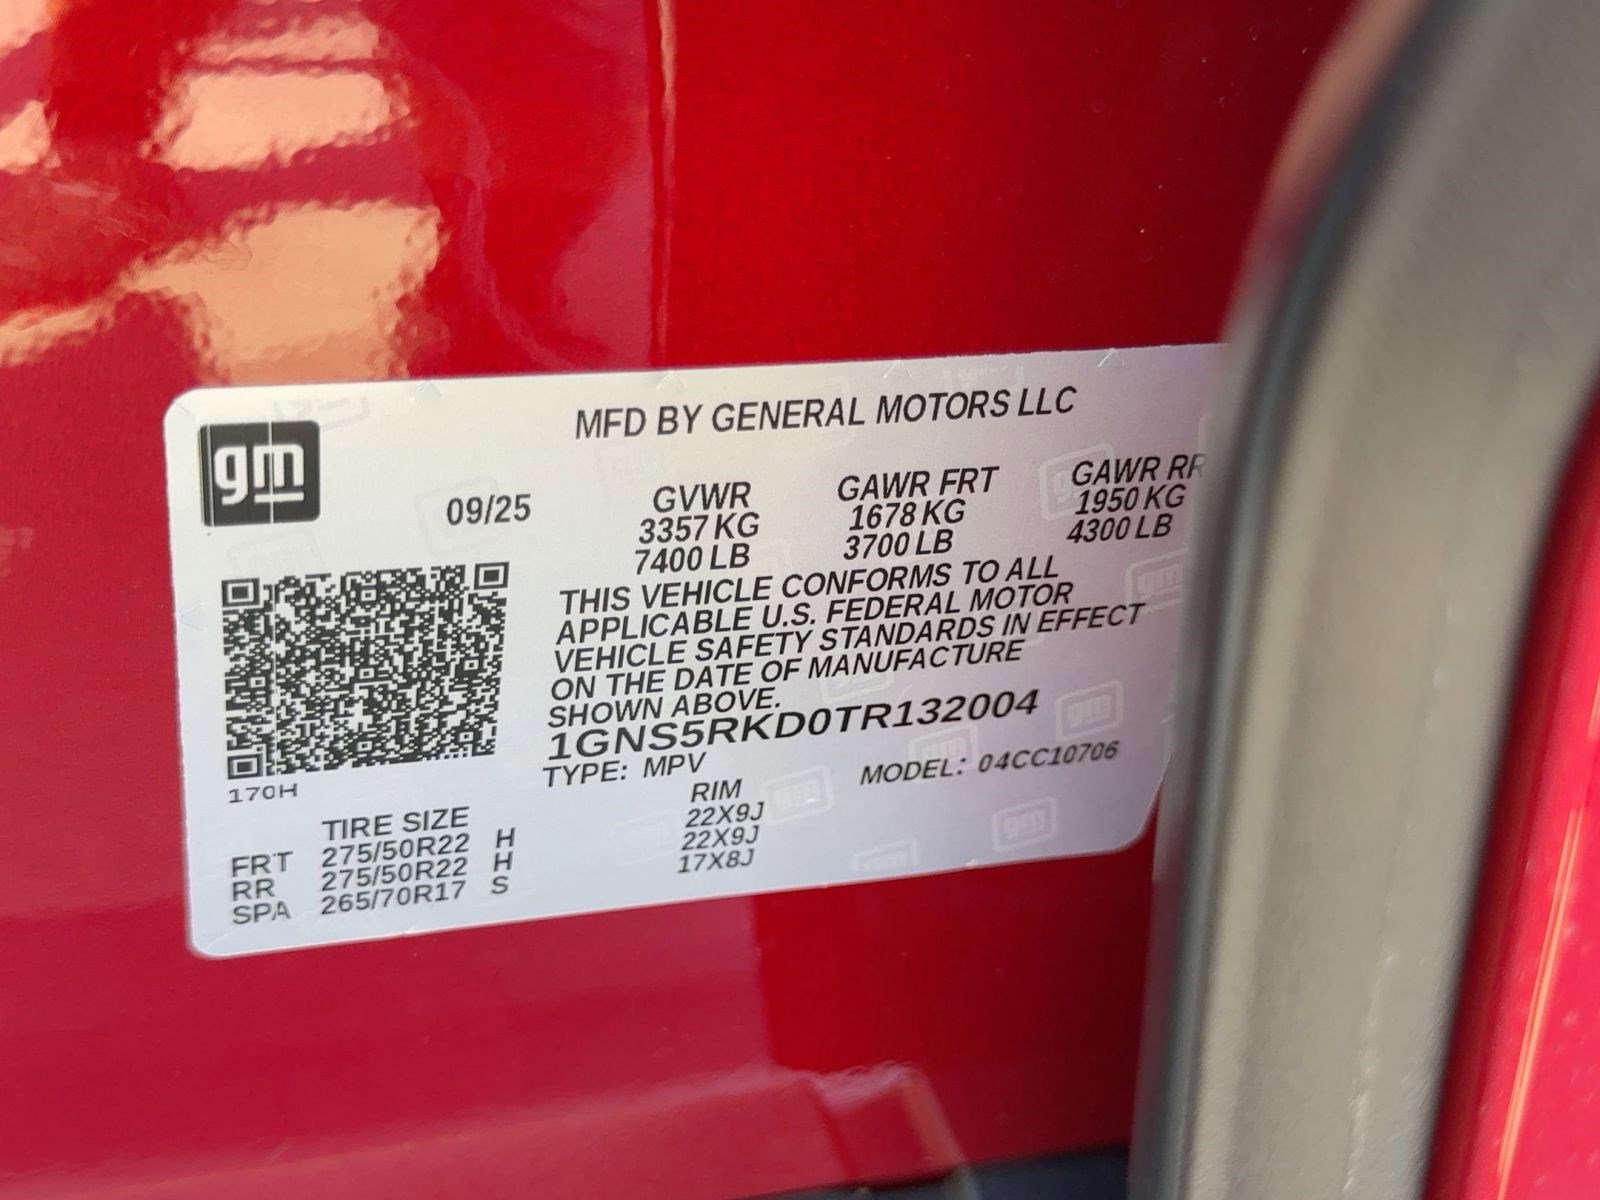 gm
MFD BY GENERAL MOTORS LLC
09/25
GVWR GAWR FRT GAWR RR
3357 KG 1678 KG 1950 KG
7400 LB 3700 LB 4300 LB
THIS VEHICLE CONFORMS TO ALL
APPLICABLE U.S. FEDERAL MOTOR
VEHICLE SAFETY STANDARDS IN EFFECT
ON THE DATE OF MANUFACTURE
SHOWN ABOVE.
1GNS5RKD0TR132004
TYPE: MPV MODEL: 04CC10706
170H
TIRE SIZE RIM
FRT 275/50R22 H 22X9J
RR 275/50R22 H 22X9J
SPA 265/70R17 S 17X8J